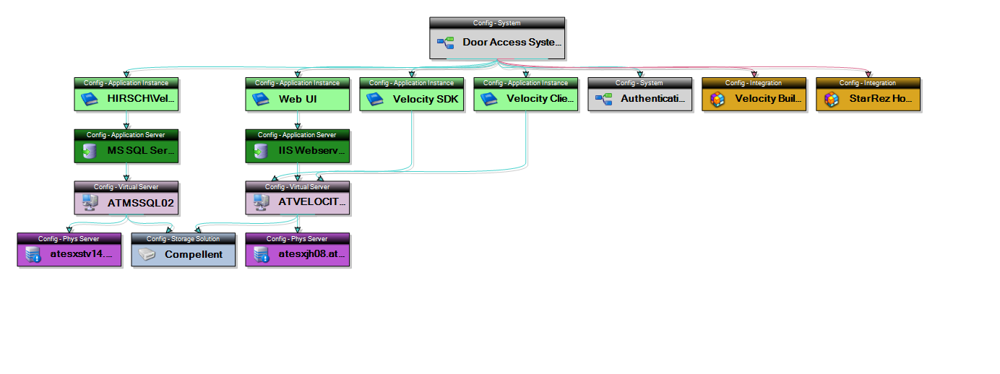 Config - System
Door Access Syste...
Config - Application Instance
HIRSCH\Vel...
Config - Application Instance
Web UI
Config - Application Instance
Velocity SDK
Config - Application Instance
Velocity Clie...
Config - System
Authenticati...
Config - Integration
Velocity Buil...
Config - Integration
StarRez Ho...
Config - Application Server
MS SQL Ser...
Config - Application Server
IIS Webserv...
Config - Virtual Server
ATMSSQL02
Config - Virtual Server
ATVELOCIT...
Config - Phys Server
atesxstv14....
Config - Storage Solution
Compellent
Config - Phys Server
atesxjh08.at...